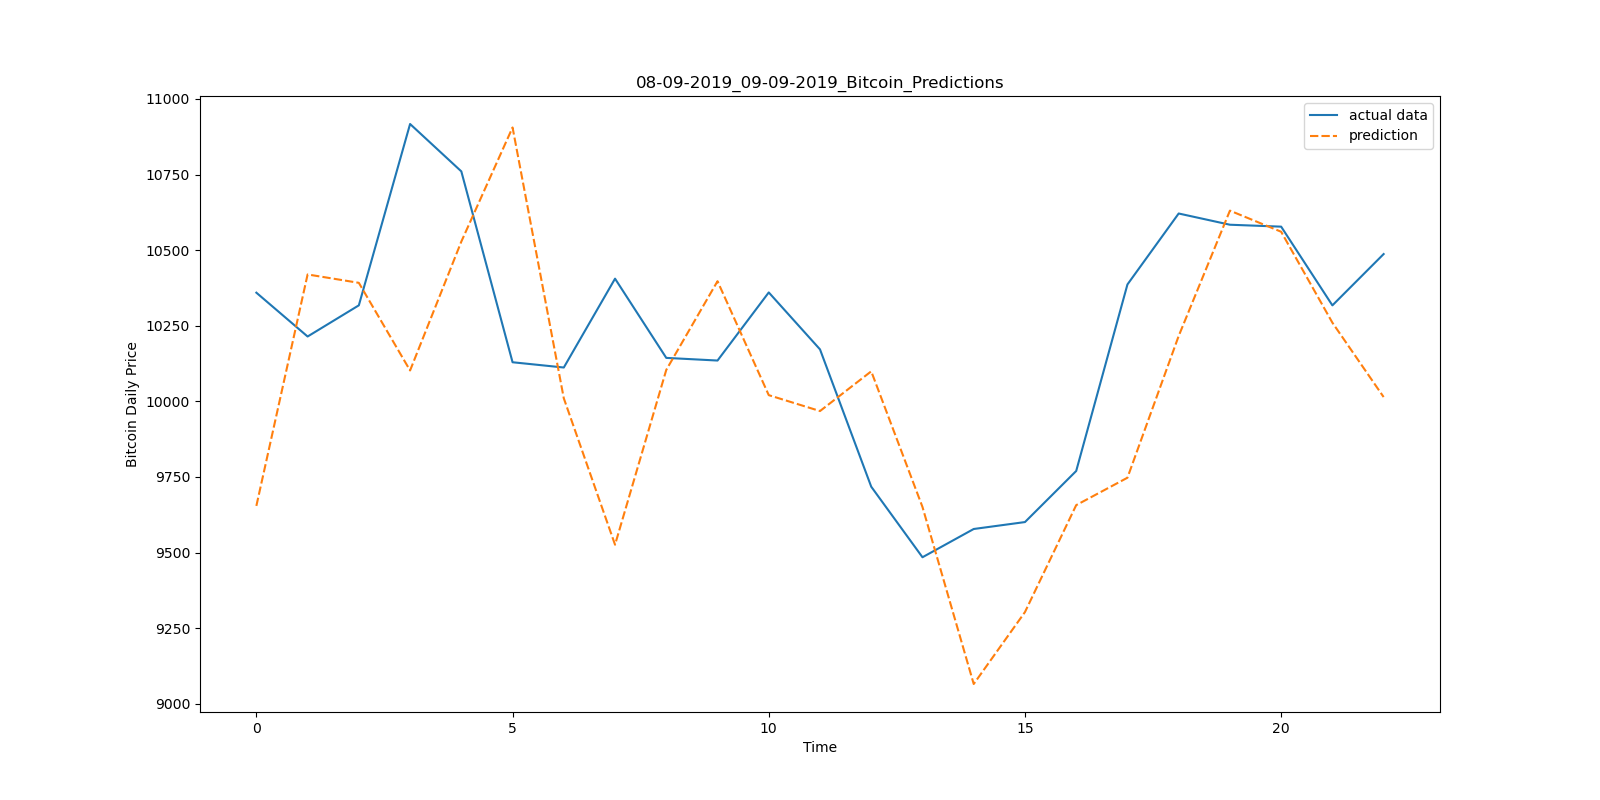 08-09-2019_09-09-2019_Bitcoin_Predictions
actual data
prediction
Bitcoin Daily Price
11000
10750
10500
10250
10000
9750
9500
9250
9000
0 5 10 15 20
Time